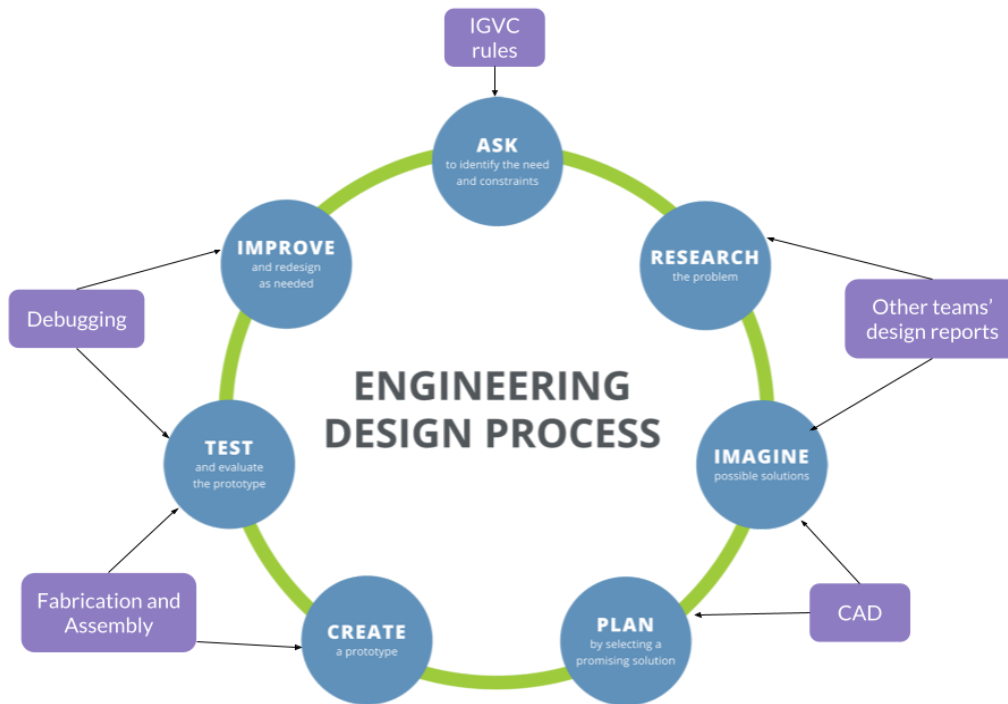 IGVC
rules
ASK
to identify the need
and constraints
RESEARCH
the problem
IMPROVE
and redesign
as needed
Debugging
Other teams’
design reports
ENGINEERING
DESIGN PROCESS
TEST
and evaluate
the prototype
IMAGINE
possible solutions
Fabrication and
Assembly
CREATE
a prototype
PLAN
by selecting a
promising solution
CAD